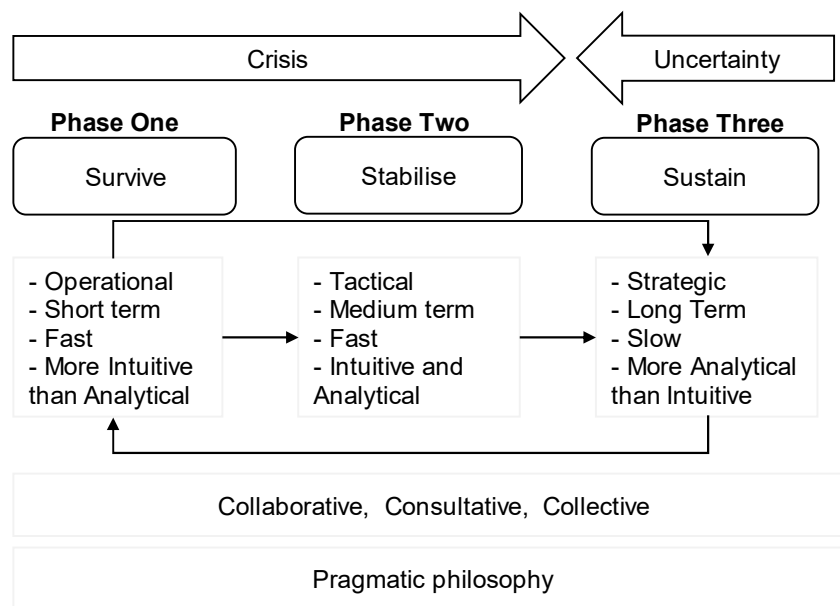 Crisis
Uncertainty
Phase One
Phase Two
Phase Three
Survive
Stabilise
Sustain
- Operational
- Short term
- Fast
- More Intuitive
than Analytical
- Tactical
- Medium term
- Fast
- Intuitive and
Analytical
- Strategic
- Long Term
- Slow
- More Analytical
than Intuitive
Collaborative, Consultative, Collective
Pragmatic philosophy